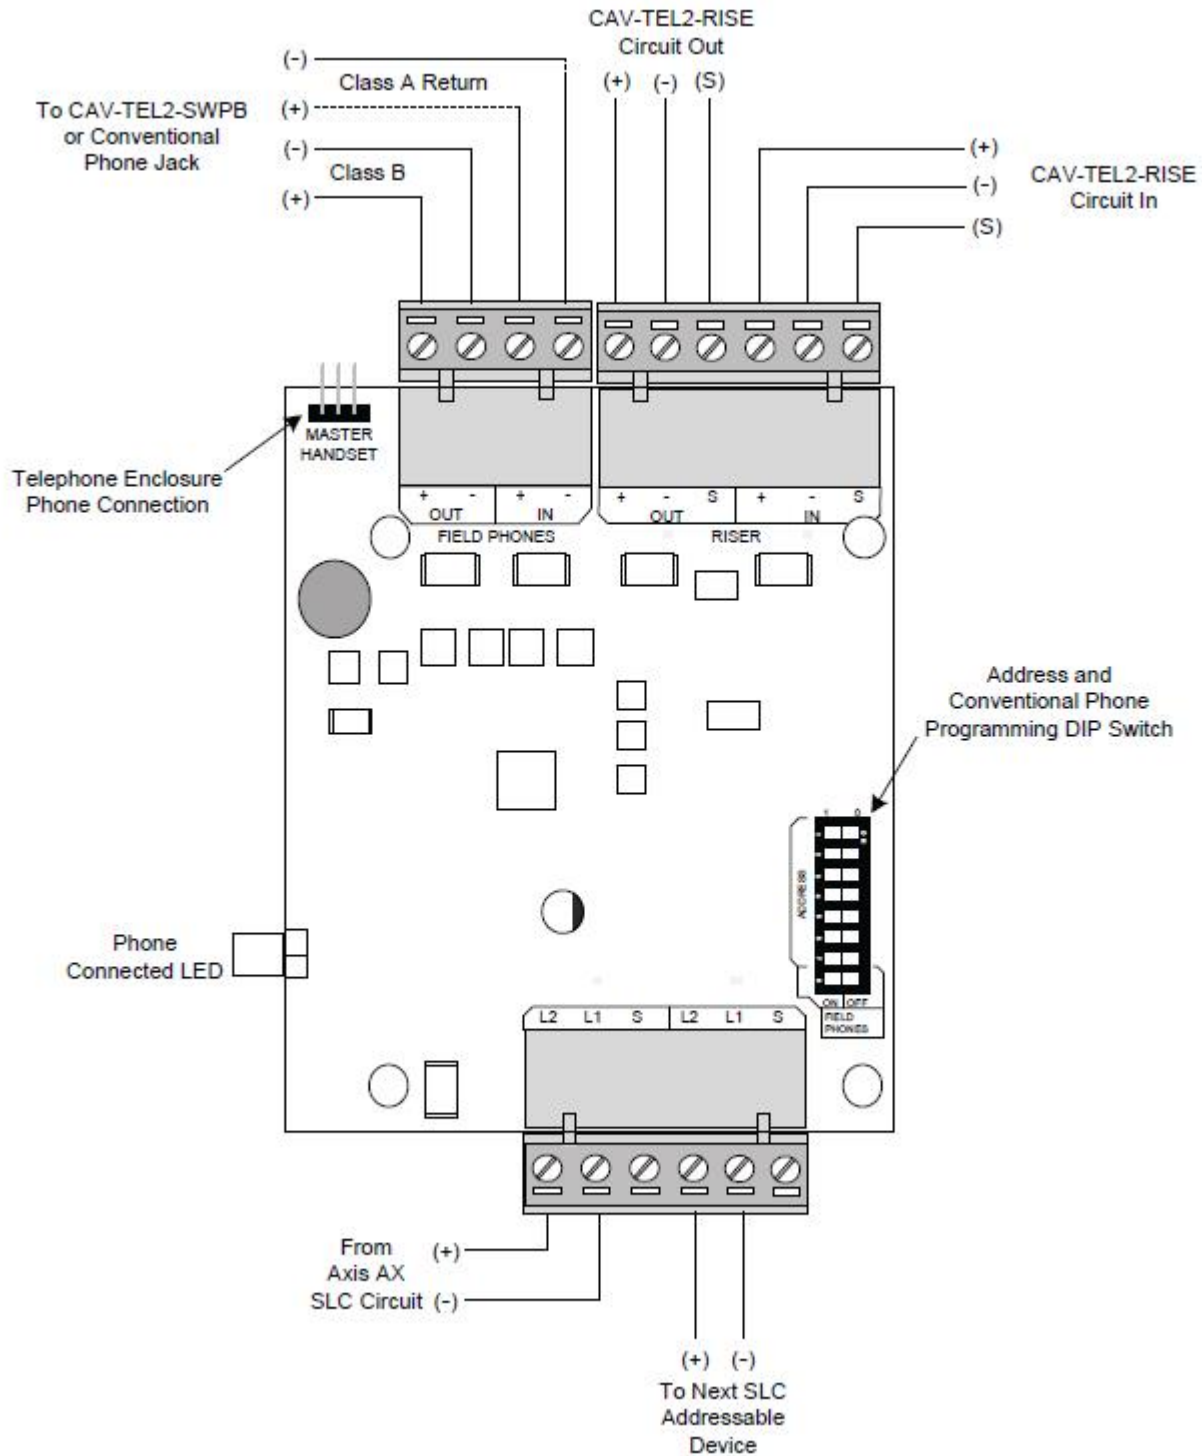 CAV-TEL2-RISE
Circuit Out
(+) (-) (S)
(-)
Class A Return
To CAV-TEL2-SWPB
or Conventional
Phone Jack
(+)
(-)
Class B
(+)
(+)
(-)
(S)
CAV-TEL2-RISE
Circuit In
MASTER
HANDSET
Telephone Enclosure
Phone Connection
+ - + -
OUT IN
FIELD PHONES
+ - S + - S
OUT IN
RISER
Address and
Conventional Phone
Programming DIP Switch
1 0
ADDRESS
ON OFF
FIELD
PHONES
Phone
Connected LED
L2 L1 S L2 L1 S
From
Axis AX
SLC Circuit
(+)
(-)
(+) (-)
To Next SLC
Addressable
Device